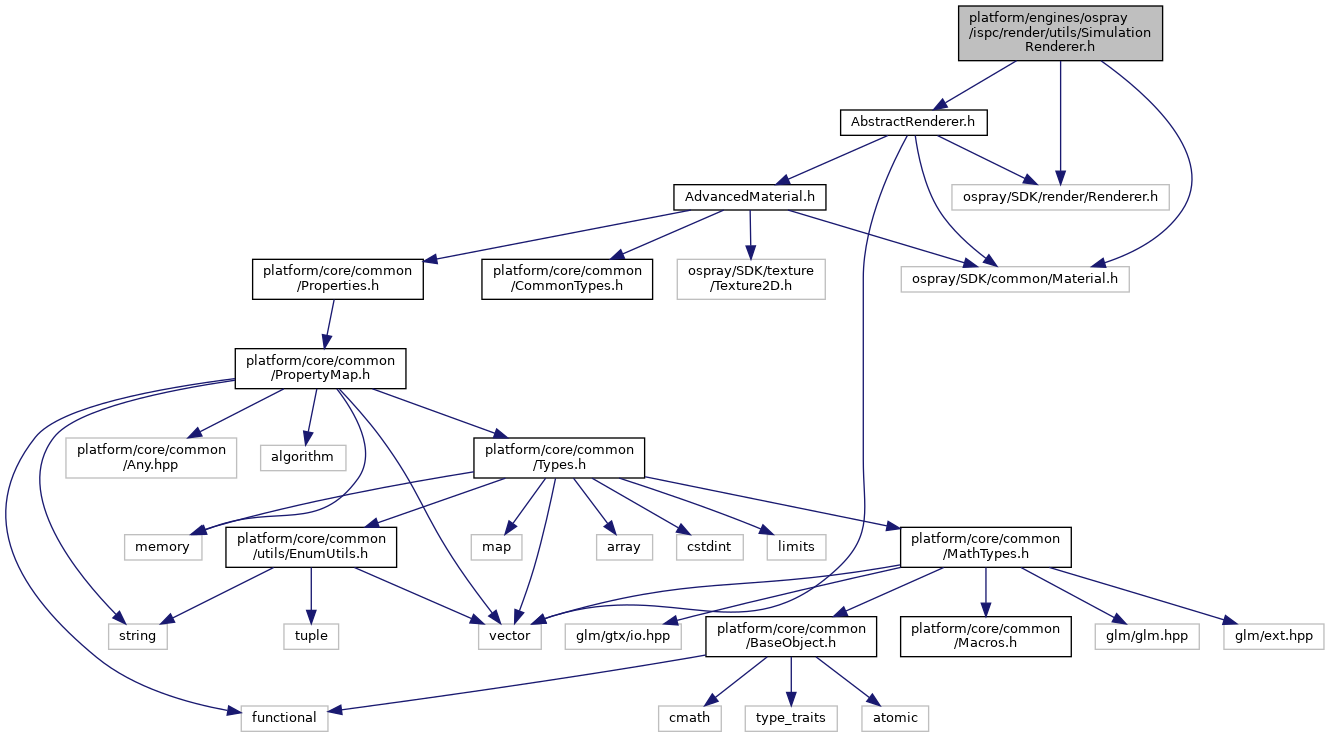 platform/engines/ospray
/ispc/render/utils/Simulation
Renderer.h
AbstractRenderer.h
AdvancedMaterial.h
ospray/SDK/render/Renderer.h
platform/core/common
/Properties.h
platform/core/common
/CommonTypes.h
ospray/SDK/texture
/Texture2D.h
ospray/SDK/common/Material.h
platform/core/common
/PropertyMap.h
platform/core/common
/Any.hpp
algorithm
platform/core/common
/Types.h
memory
platform/core/common
/utils/EnumUtils.h
map
array
cstdint
limits
platform/core/common
/MathTypes.h
string
tuple
vector
glm/gtx/io.hpp
platform/core/common
/BaseObject.h
platform/core/common
/Macros.h
glm/glm.hpp
glm/ext.hpp
functional
cmath
type_traits
atomic